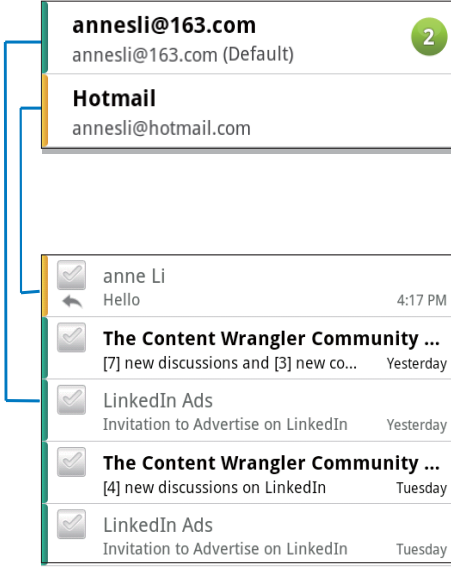 annesli@163.com
annesli@163.com (Default)
2
Hotmail
annesli@hotmail.com
anne Li
Hello 4:17 PM
The Content Wrangler Community ...
[7] new discussions and [3] new co... Yesterday
LinkedIn Ads
Invitation to Advertise on LinkedIn Yesterday
The Content Wrangler Community ...
[4] new discussions on LinkedIn Tuesday
LinkedIn Ads
Invitation to Advertise on LinkedIn Tuesday